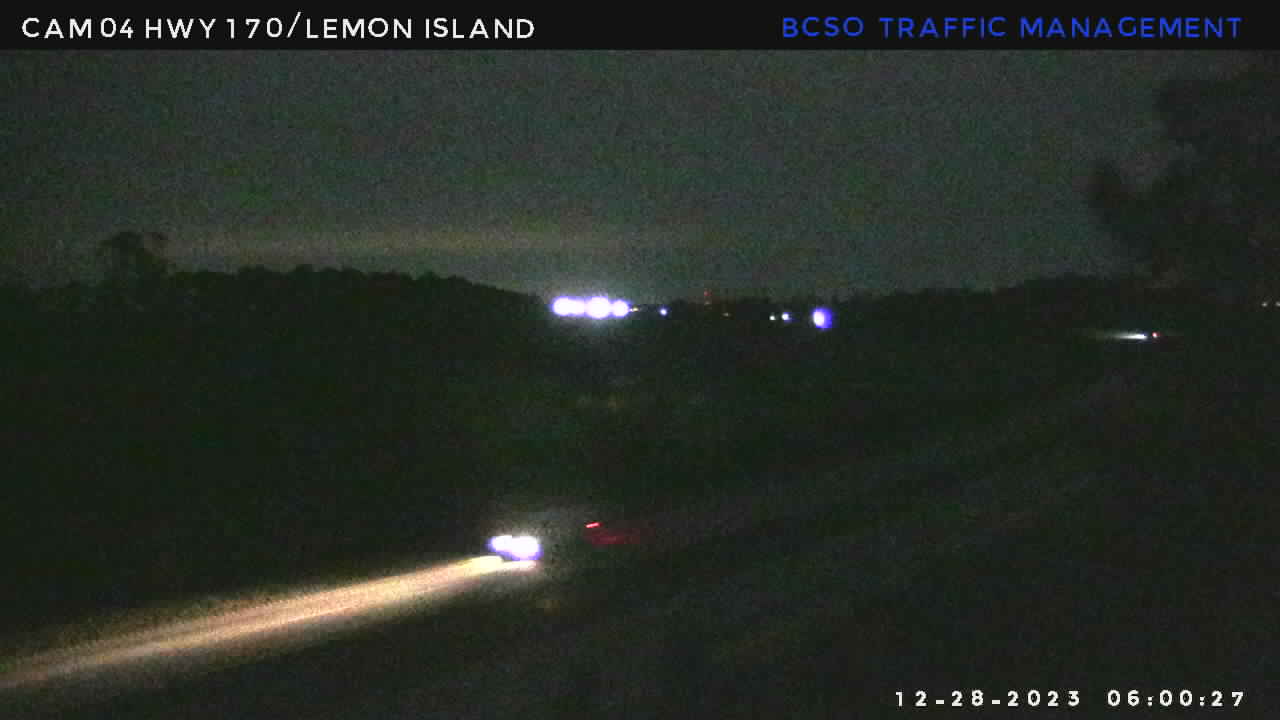 CAM04 HWY 170/LEMON ISLAND
BCSO TRAFFIC MANAGEMENT
12-28-2023 06:00:27